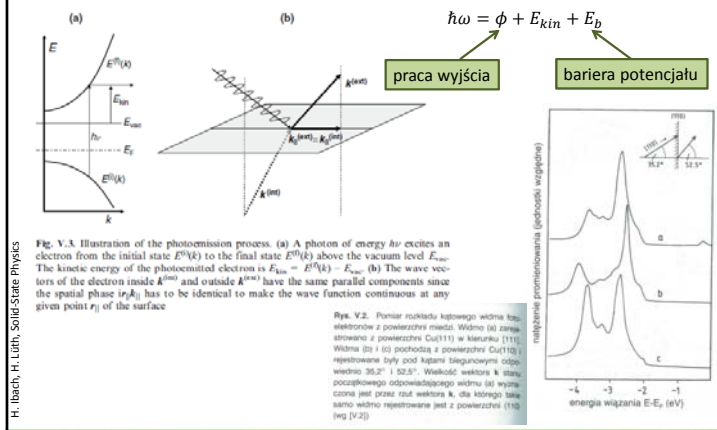 (a)
(b)
E
E⁽ᶠ⁾(k)
E_kin
E_vac
hν
E_F
E⁽ⁱ⁾(k)
k
k⁽ᵉˣᵗ⁾
k∥⁽ᵉˣᵗ⁾ = k∥⁽ⁱⁿᵗ⁾
k⁽ⁱⁿᵗ⁾
ℏω = ϕ + E_kin + E_b
praca wyjścia
bariera potencjału
Fig. V.3. Illustration of the photoemission process. (a) A photon of energy hν excites an
electron from the initial state E⁽ⁱ⁾(k) to the final state E⁽ᶠ⁾(k) above the vacuum level E_vac.
The kinetic energy of the photoemitted electron is E_kin = E⁽ᶠ⁾(k) – E_vac. (b) The wave vec-
tors of the electron inside k⁽ⁱⁿᵗ⁾ and outside k⁽ᵉˣᵗ⁾ have the same parallel components since
the spatial phase ir∥k∥ has to be identical to make the wave function continuous at any
given point r∥ of the surface
H. Ibach, H. Lüth, Solid-State Physics
Rys. V.2. Pomiar rozkładu kątowego widma foto-
elektronów z powierzchni miedzi. Widmo (a) zareje-
strowano z powierzchni Cu(111) w kierunku [111].
Widma (b) i (c) pochodzą z powierzchni Cu(110) i
rejestrowane były pod kątami biegunowymi odpo-
wiednio 35,2° i 52,5°. Wielkość wektora k stanu
początkowego odpowiadającego widmu (a) wyzna-
czona jest przez rzut wektora k, dla którego takie
samo widmo rejestrowane jest z powierzchni (110)
(wg [V.2])
natężenie promieniowania (jednostki względne)
(110)
[110]
35.2°
52.5°
a
b
c
-4
-2
0
energia wiązania E-E_F (eV)